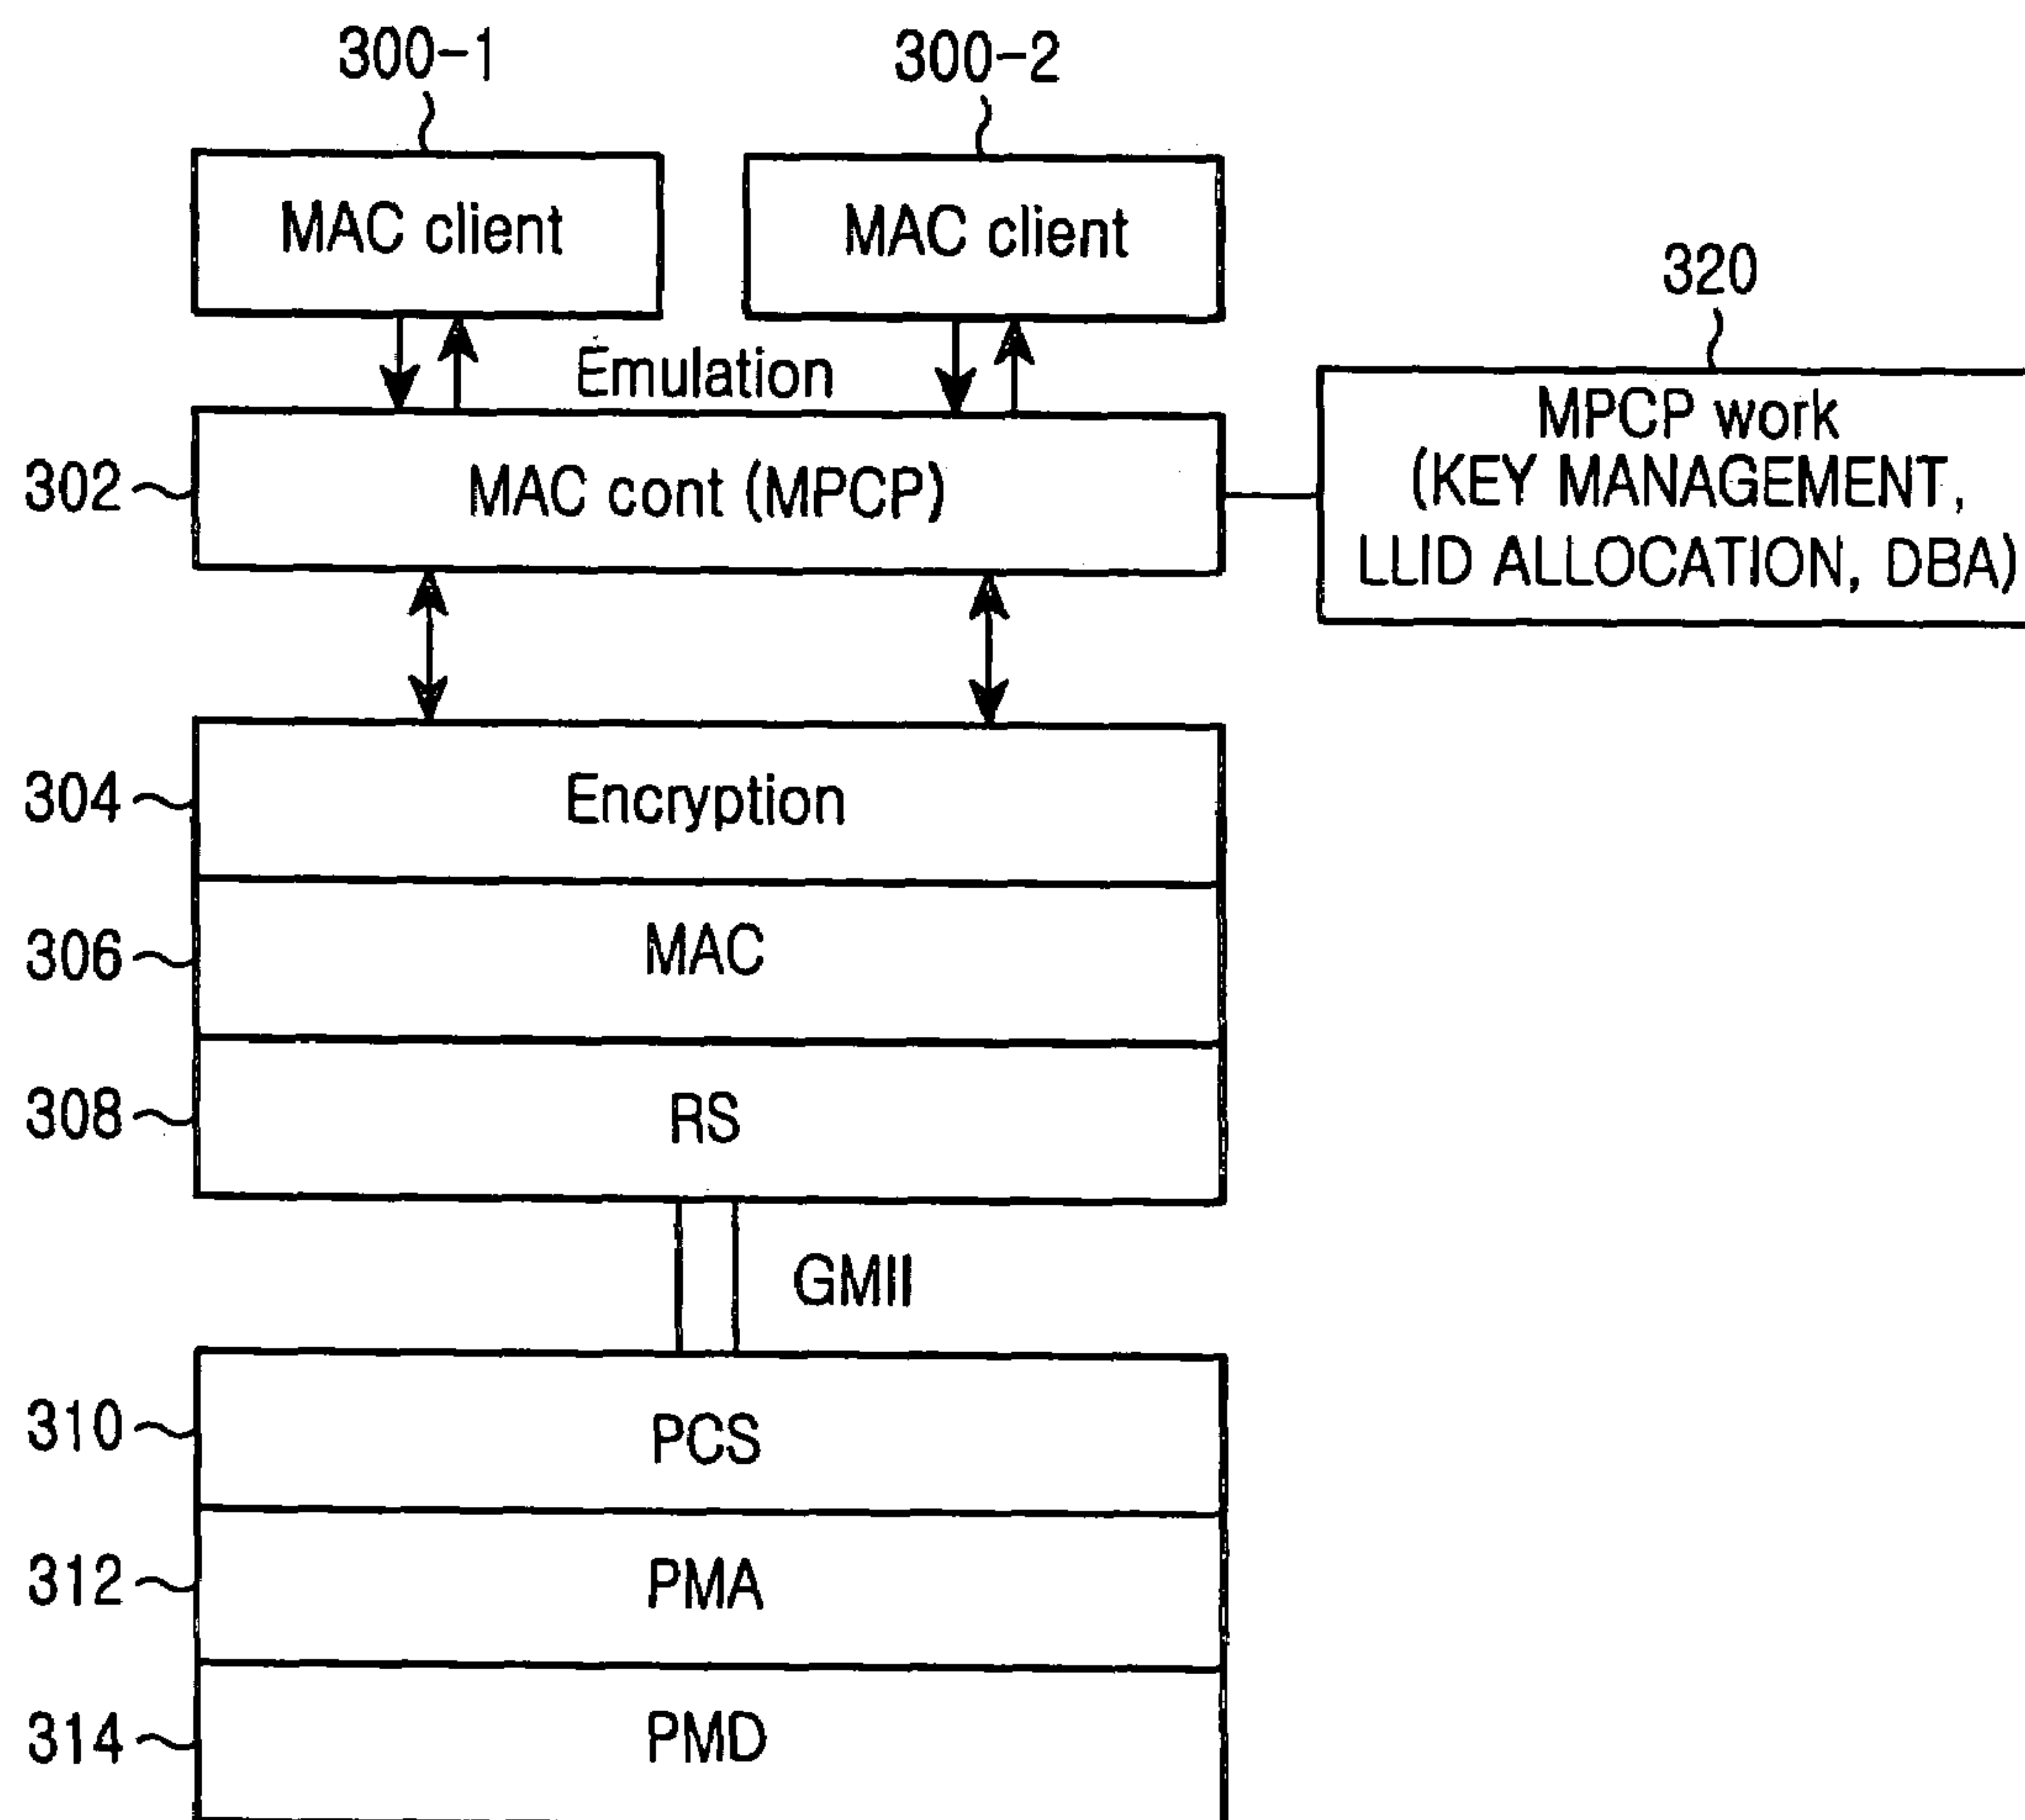 300-1
300-2
MAC client
MAC client
320
Emulation
MPCP work
(KEY MANAGEMENT,
LLID ALLOCATION, DBA)
302
MAC cont (MPCP)
304
Encryption
306
MAC
308
RS
GMII
310
PCS
312
PMA
314
PMD